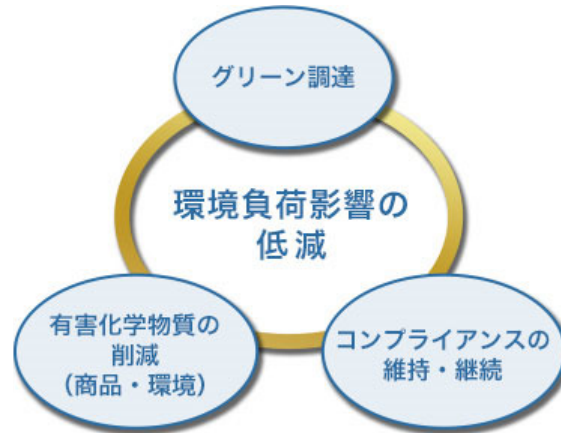 グリーン調達
環境負荷影響の
低減
有害化学物質の
削減
（商品・環境）
コンプライアンスの
維持・継続